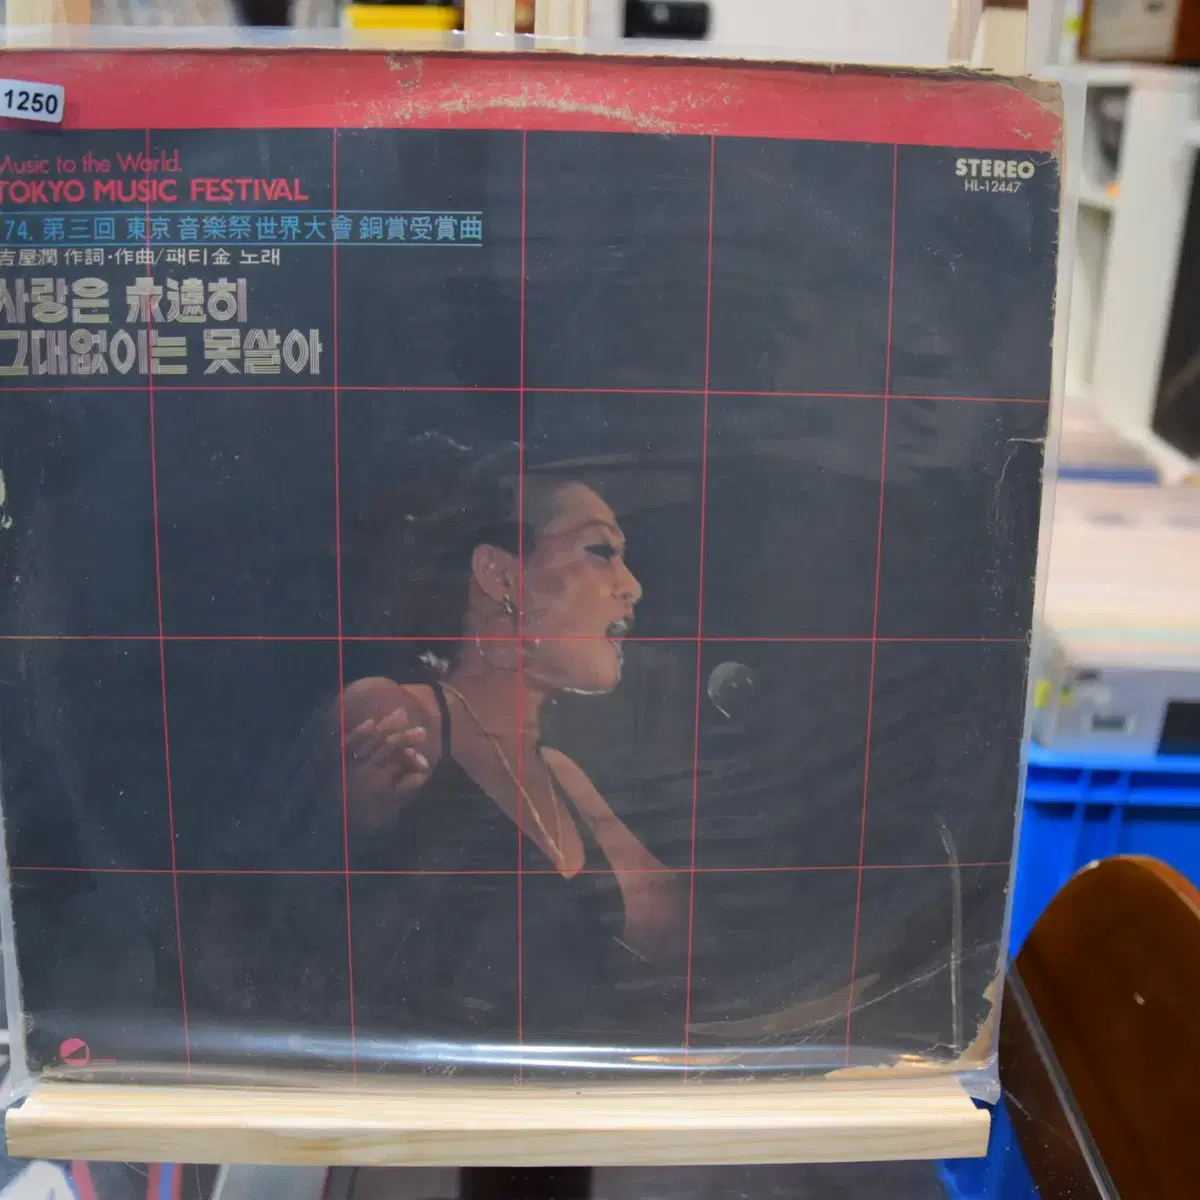 1250
Music to the World.
TOKYO MUSIC FESTIVAL
STEREO
HL-12447
74. 第三回 東京 音樂祭世界大會 銅賞受賞曲
吉屋潤 作詞·作曲/패티金 노래
사랑은 永遠히
그대없이는 못살아